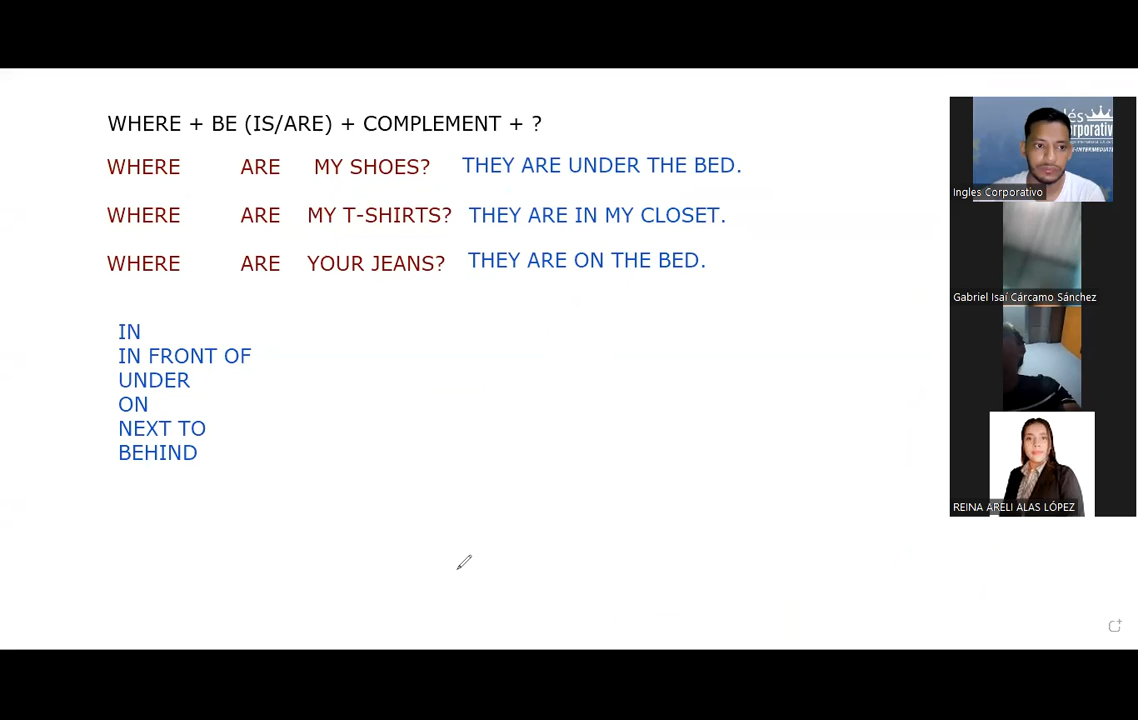 WHERE + BE (IS/ARE) + COMPLEMENT + ?
WHERE ARE MY SHOES? THEY ARE UNDER THE BED.
WHERE ARE MY T-SHIRTS? THEY ARE IN MY CLOSET.
WHERE ARE YOUR JEANS? THEY ARE ON THE BED.
IN
IN FRONT OF
UNDER
ON
NEXT TO
BEHIND
Ingles Corporativo
Gabriel Isaí Cárcamo Sánchez
REINA ARELI ALAS LÓPEZ